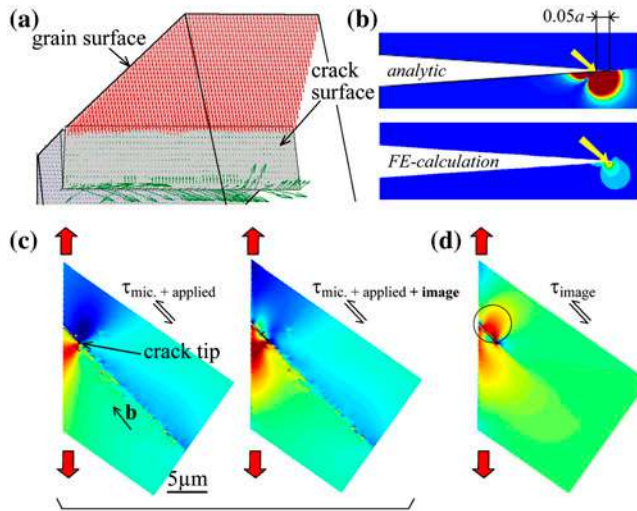 (a)
grain surface
crack
surface
(b)
0.05a
analytic
FE-calculation
(c)
τmic. + applied
τmic. + applied + image
(d)
τimage
crack tip
b
5μm